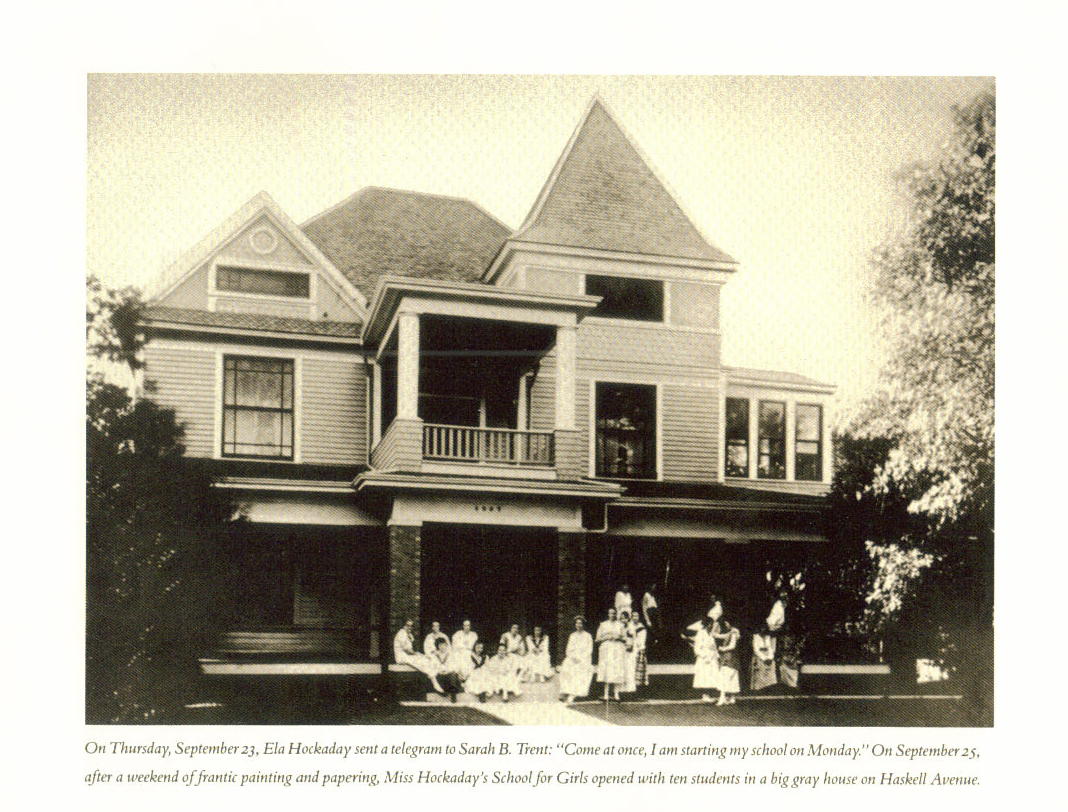 On Thursday, September 23, Ela Hockaday sent a telegram to Sarah B. Trent: "Come at once, I am starting my school on Monday." On September 25,
after a weekend of frantic painting and papering, Miss Hockaday's School for Girls opened with ten students in a big gray house on Haskell Avenue.